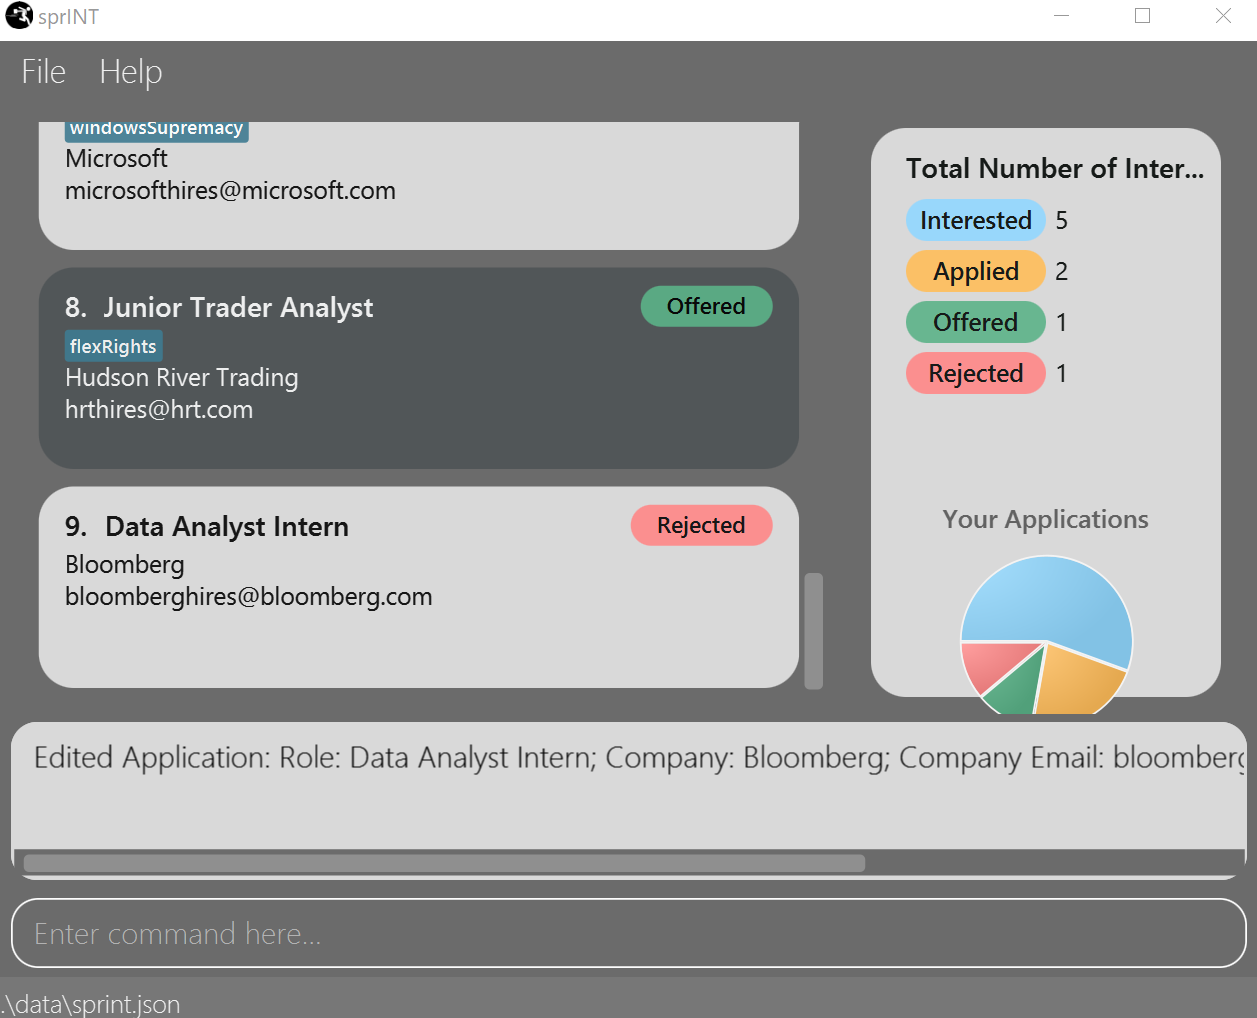 sprINT
File Help
windowsSupremacy
Microsoft
microsofthires@microsoft.com
8. Junior Trader Analyst
Offered
flexRights
Hudson River Trading
hrthires@hrt.com
9. Data Analyst Intern
Rejected
Bloomberg
bloomberghires@bloomberg.com
Total Number of Inter...
Interested 5
Applied 2
Offered 1
Rejected 1
Your Applications
Edited Application: Role: Data Analyst Intern; Company: Bloomberg; Company Email: bloomberg
Enter command here...
.\data\sprint.json